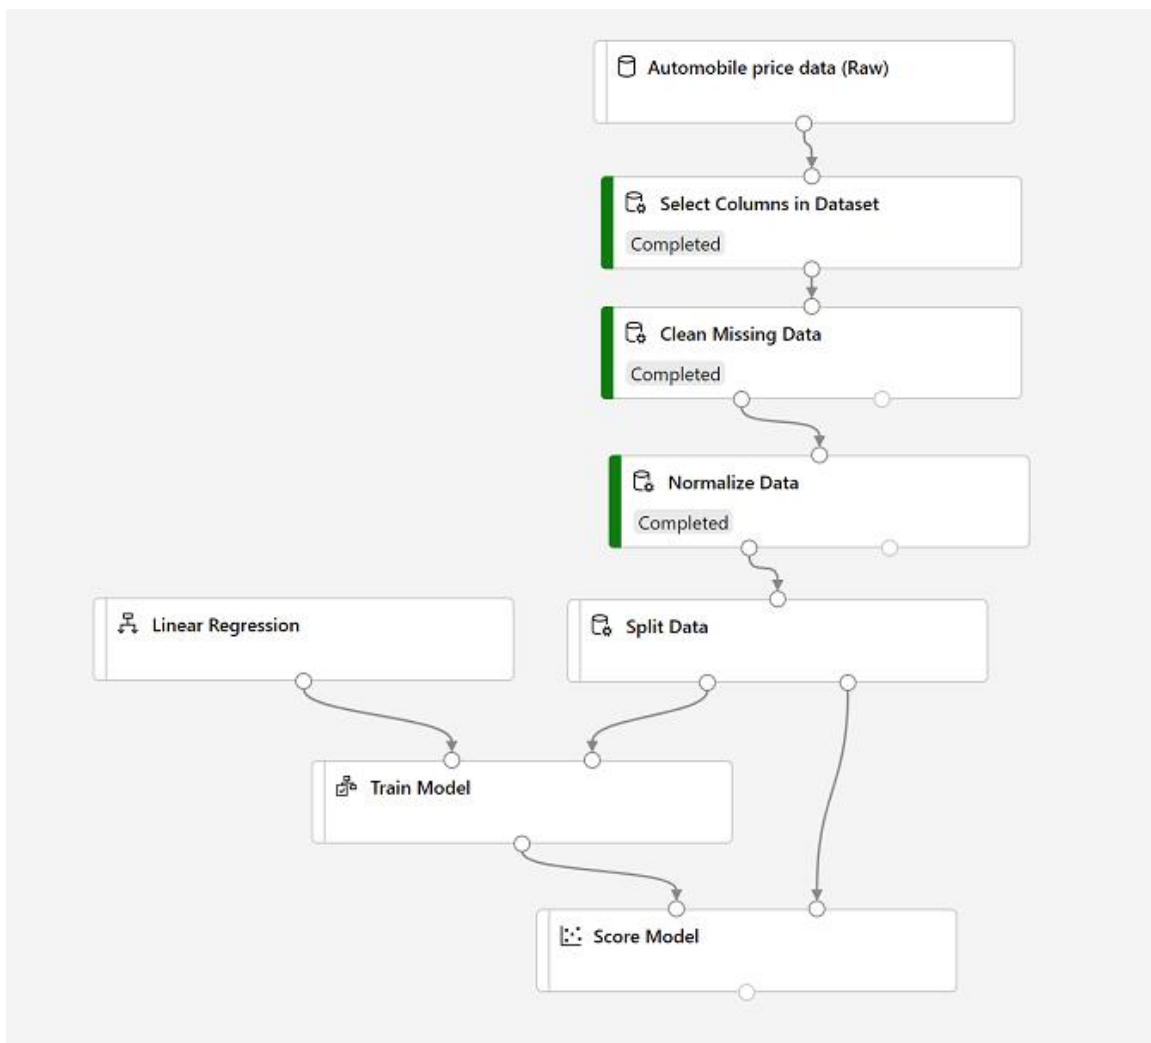 Automobile price data (Raw)
Select Columns in Dataset
Completed
Clean Missing Data
Completed
Normalize Data
Completed
Linear Regression
Split Data
Train Model
Score Model